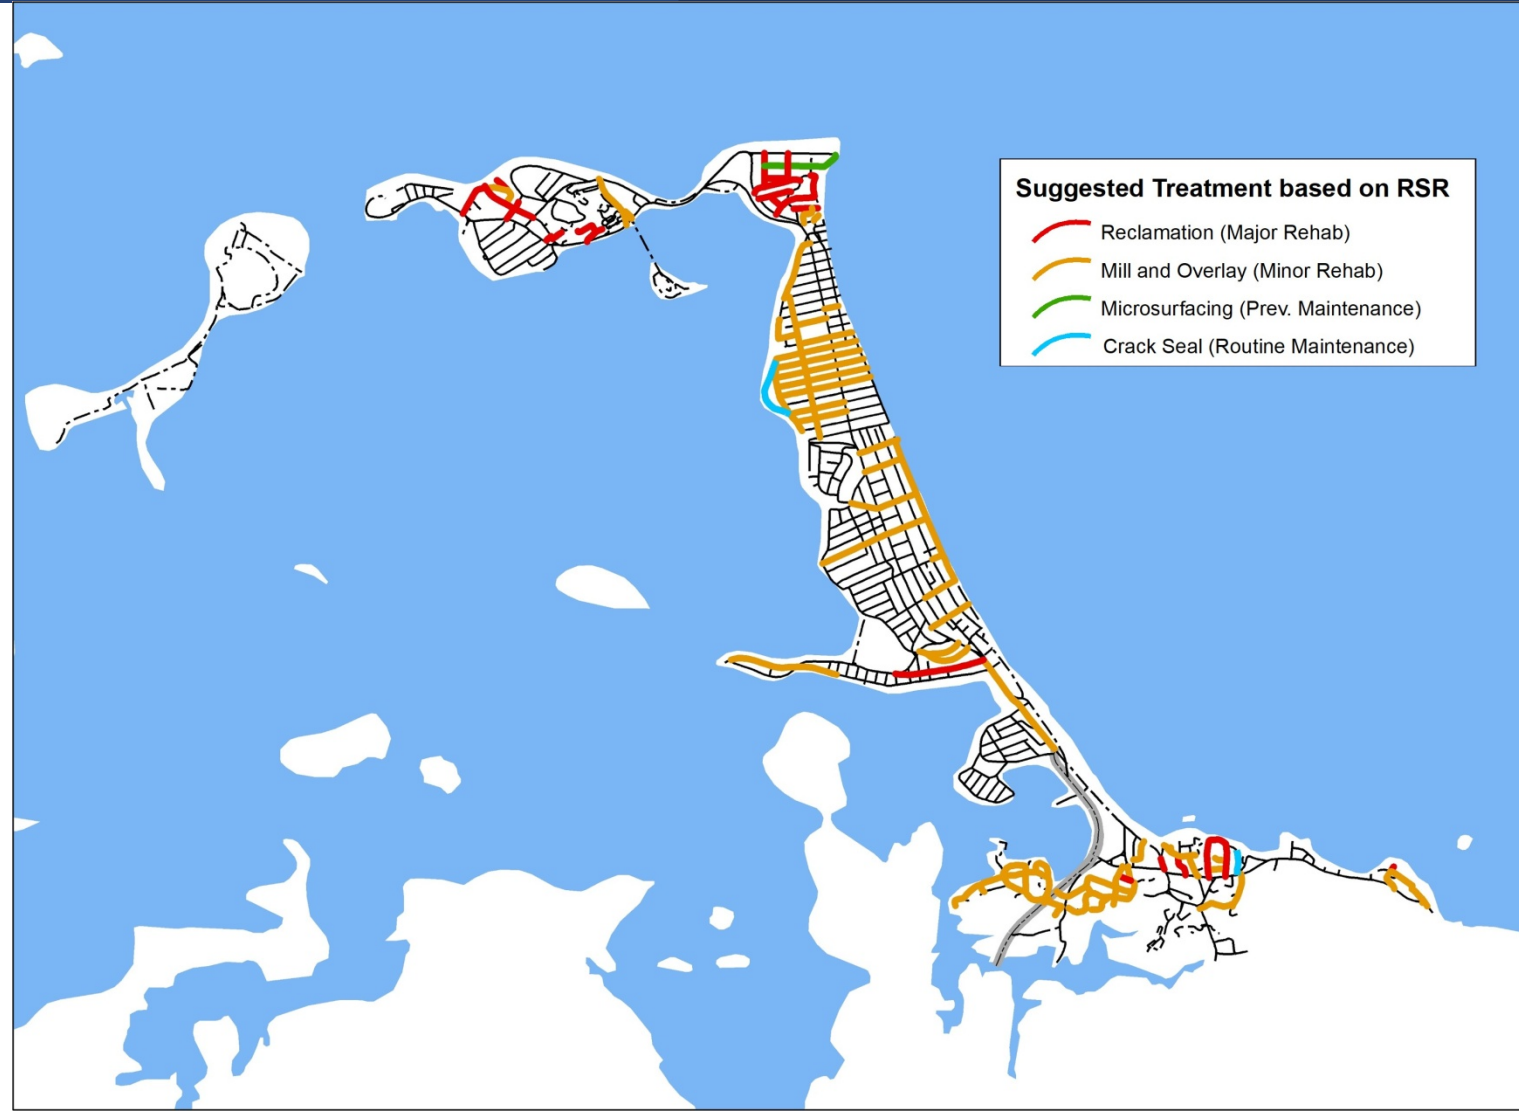 Suggested Treatment based on RSR
Reclamation (Major Rehab)
Mill and Overlay (Minor Rehab)
Microsurfacing (Prev. Maintenance)
Crack Seal (Routine Maintenance)